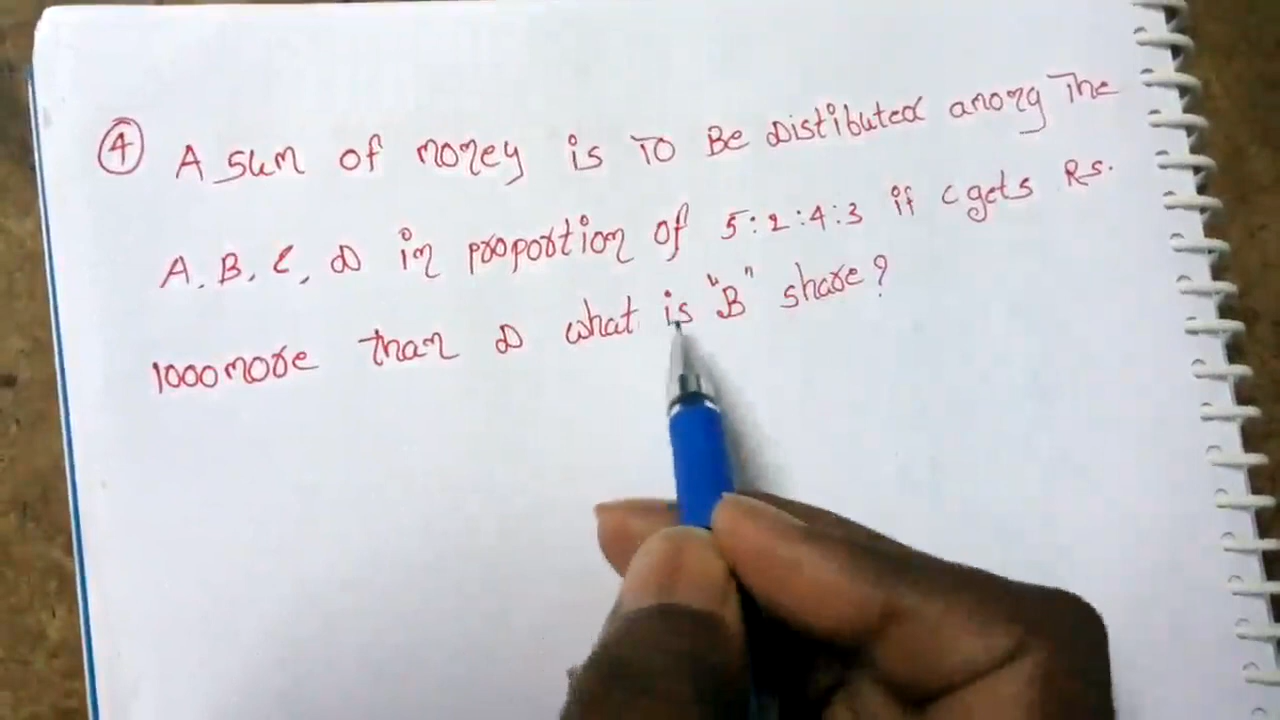 ④ A sum of money is To Be Distibuted among The
A, B, C, D in proportion of 5:2:4:3 if C gets Rs.
1000 more than D what is "B" share?